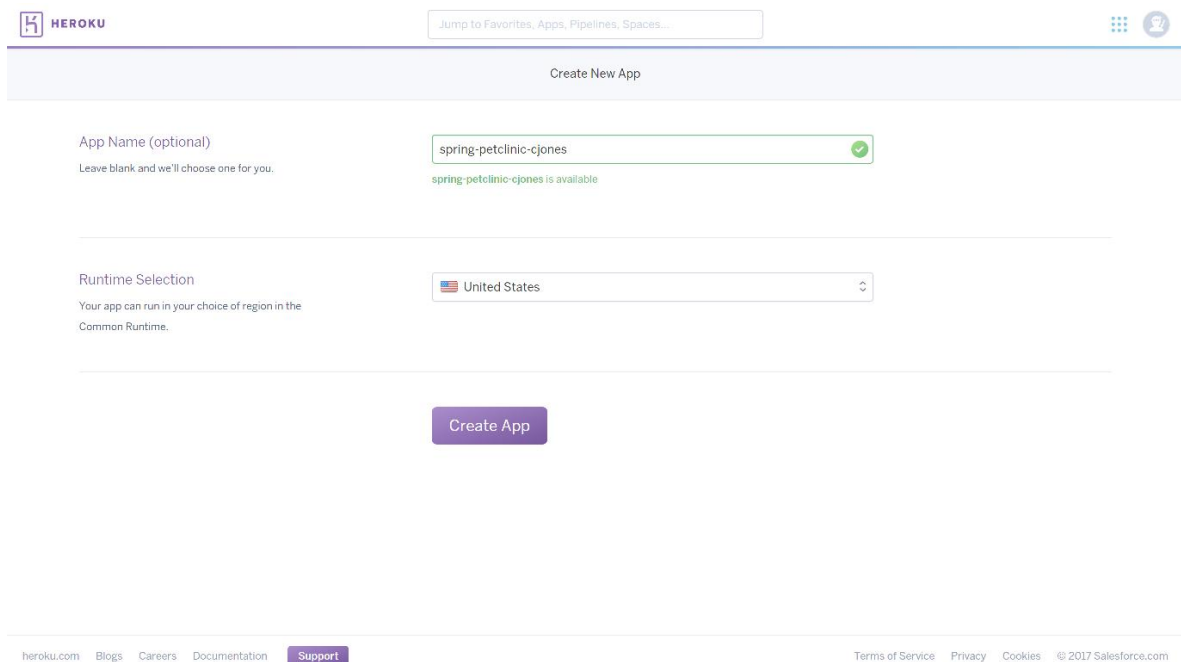 HEROKU
Jump to Favorites, Apps, Pipelines, Spaces...
Create New App
App Name (optional)
Leave blank and we'll choose one for you.
spring-petclinic-cjones
spring-petclinic-cjones is available
Runtime Selection
Your app can run in your choice of region in the
Common Runtime.
United States
Create App
heroku.com Blogs Careers Documentation Support Terms of Service Privacy Cookies © 2017 Salesforce.com